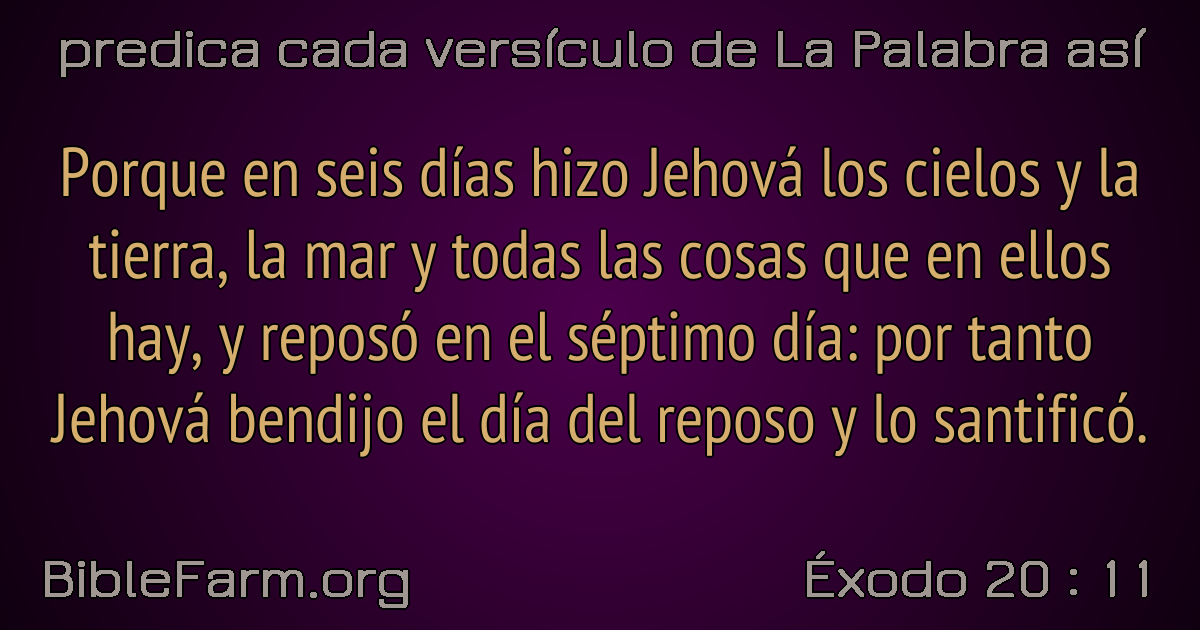 predica cada versículo de La Palabra así
Porque en seis días hizo Jehová los cielos y la
tierra, la mar y todas las cosas que en ellos
hay, y reposó en el séptimo día: por tanto
Jehová bendijo el día del reposo y lo santificó.
BibleFarm.org
Éxodo 20 : 11